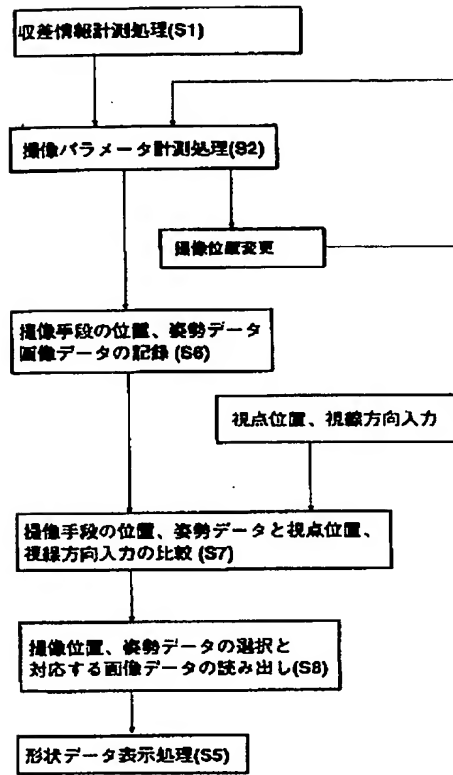 収差情報計測処理(S1)
撮像パラメータ計測処理(S2)
撮像位置変更
撮像手段の位置、姿勢データ
画像データの記録 (S6)
視点位置、視線方向入力
撮像手段の位置、姿勢データと視点位置、
視線方向入力の比較 (S7)
撮像位置、姿勢データの選択と
対応する画像データの読み出し(S8)
形状データ表示処理(S5)